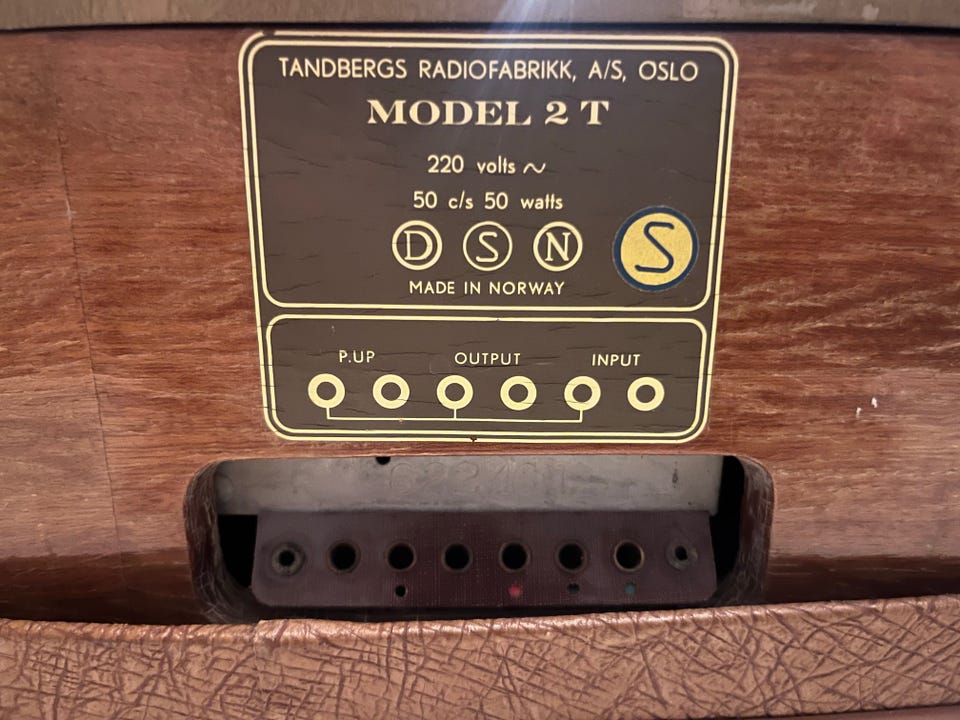 TANDBERGS RADIOFABRIKK, A/S, OSLO
MODEL 2 T
220 volts ~
50 c/s 50 watts
D S N S
MADE IN NORWAY
P.UP OUTPUT INPUT